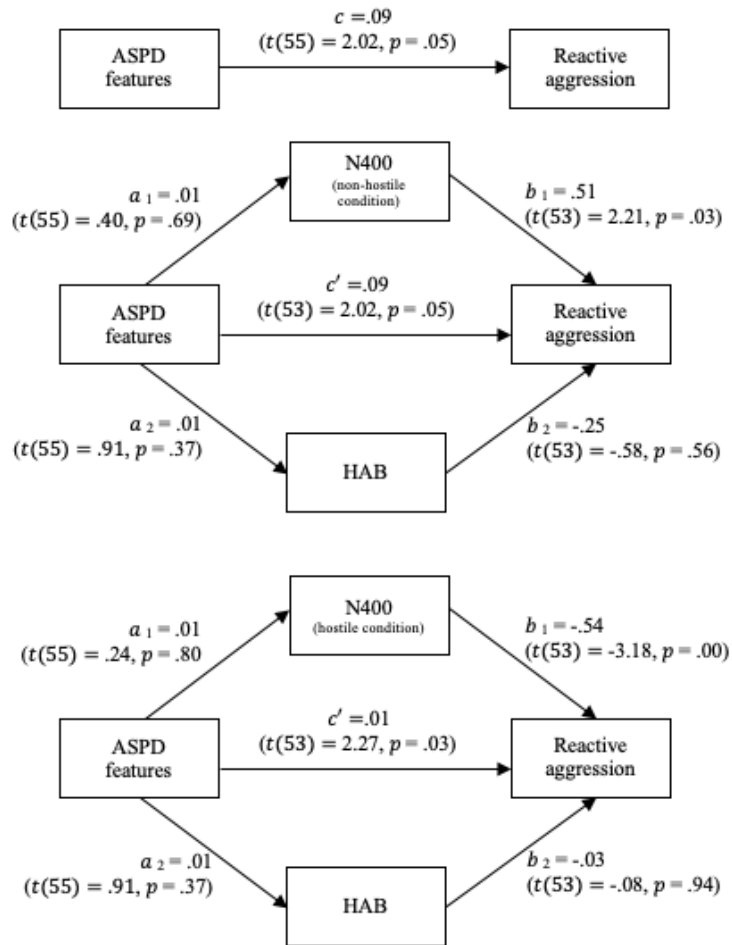 c =.09
(t(55) = 2.02, p = .05)
ASPD
features
Reactive
aggression
N400
(non-hostile
condition)
a 1 = .01
(t(55) = .40, p = .69)
b 1 = .51
(t(53) = 2.21, p = .03)
ASPD
features
c′ =.09
(t(53) = 2.02, p = .05)
Reactive
aggression
a 2 = .01
(t(55) = .91, p = .37)
b 2 = -.25
(t(53) = -.58, p = .56)
HAB
N400
(hostile condition)
a 1 = .01
(t(55) = .24, p = .80
b 1 = -.54
(t(53) = -3.18, p = .00)
ASPD
features
c′ =.01
(t(53) = 2.27, p = .03)
Reactive
aggression
a 2 = .01
(t(55) = .91, p = .37)
b 2 = -.03
(t(53) = -.08, p = .94)
HAB